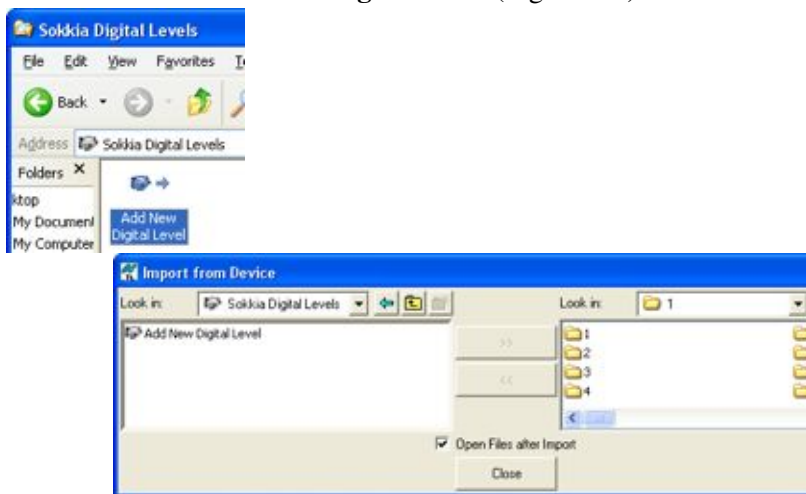 Sokkia Digital Levels
File Edit View Favorites
Back
Address Sokkia Digital Levels
Folders X
ktop
My Document
My Computer
Add New
Digital Level
Import from Device
Look in: Sokkia Digital Levels
Look in: 1
Add New Digital Level
>>
<<
1
2
3
4
Open Files after Import
Close